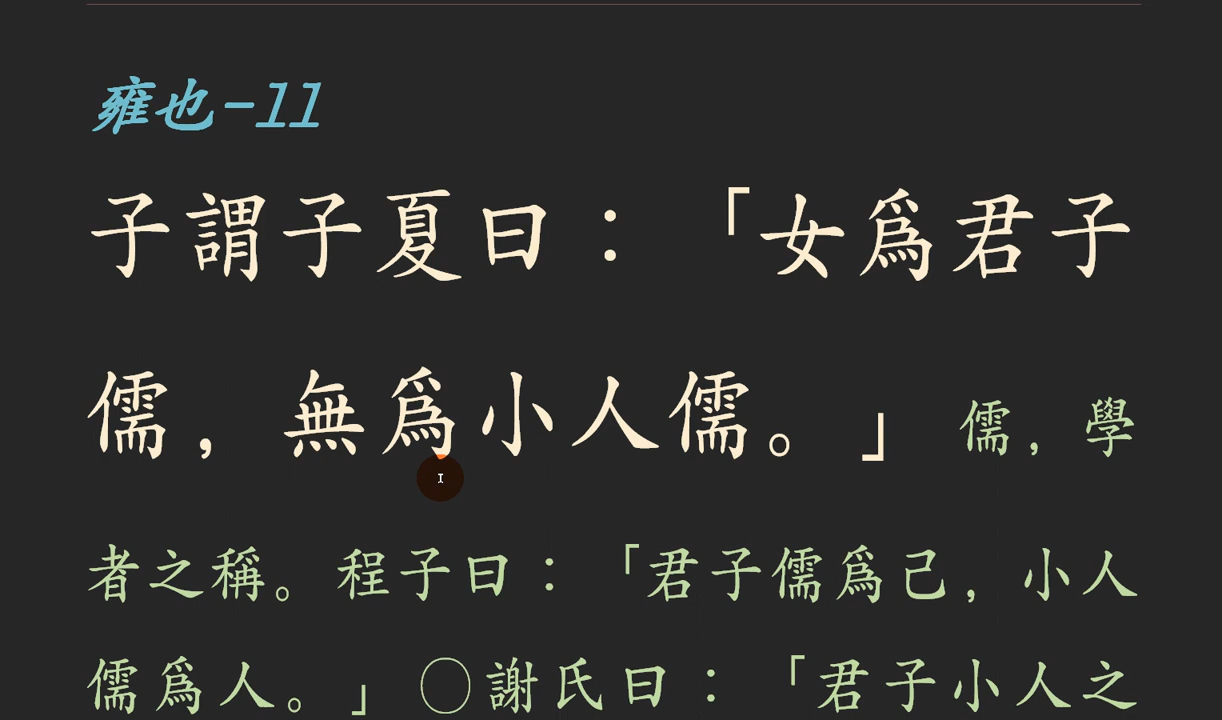 雍也-11
子謂子夏曰：「女爲君子
儒，無爲小人儒。」儒，學
者之稱。程子曰：「君子儒爲己，小人
儒爲人。」○謝氏曰：「君子小人之